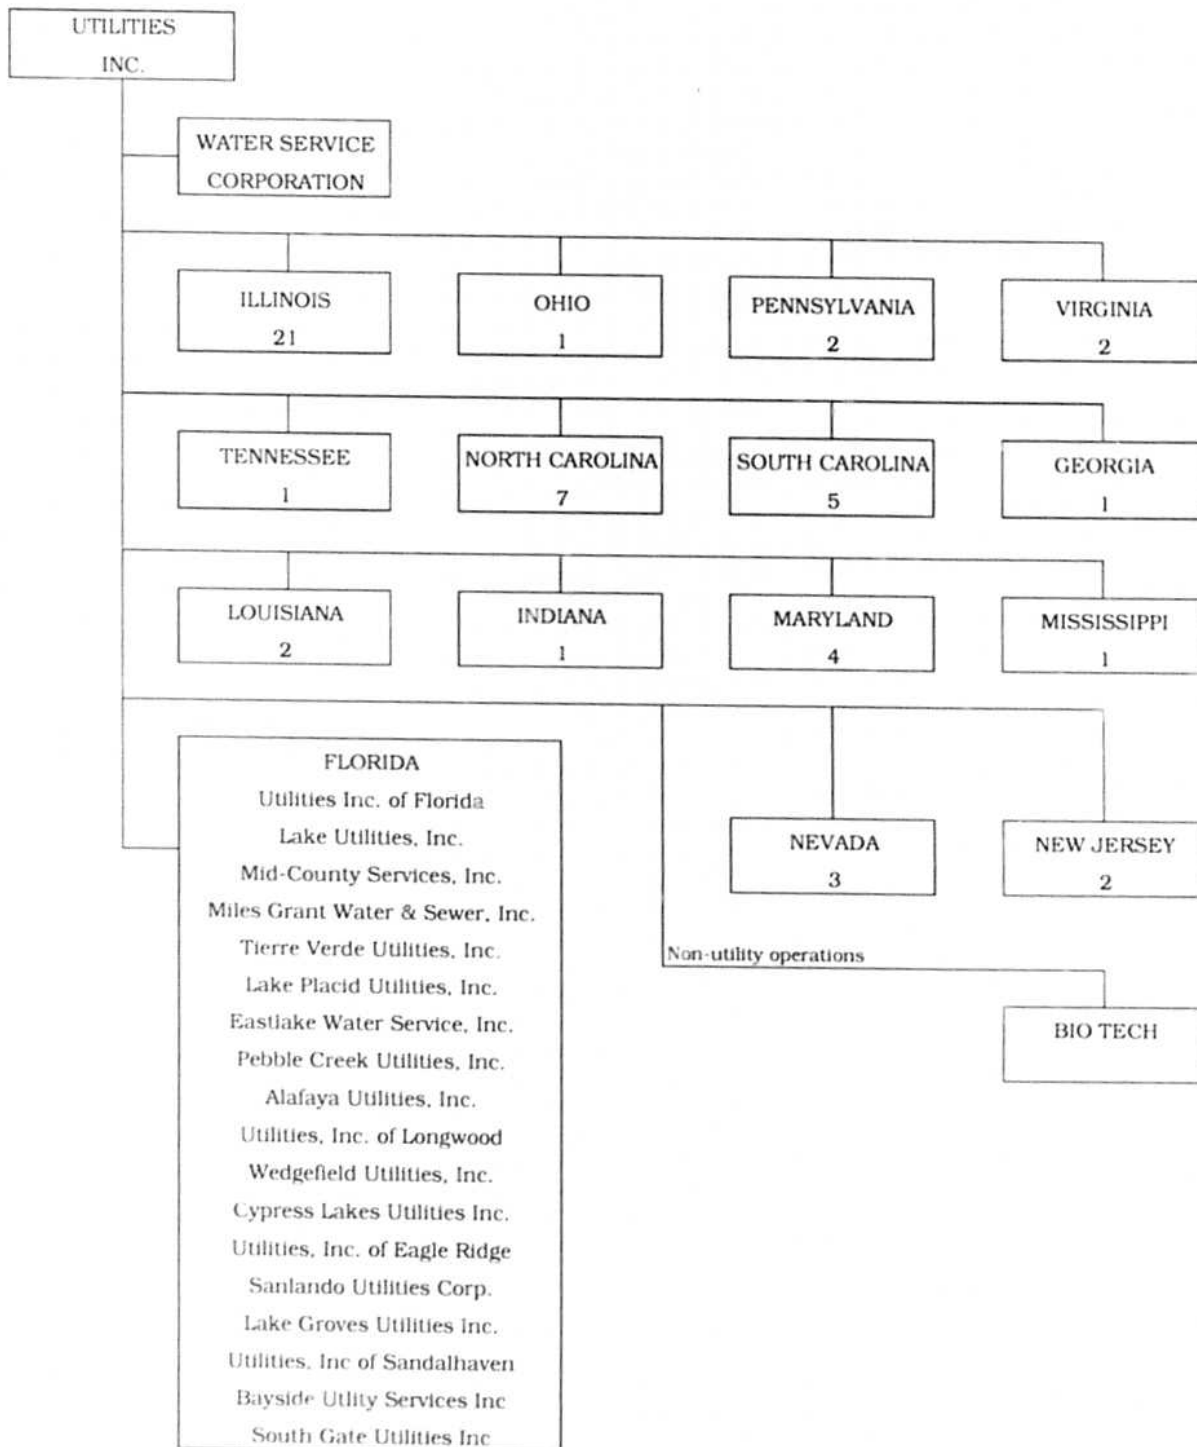 UTILITIES
INC.
WATER SERVICE
CORPORATION
ILLINOIS
21
OHIO
1
PENNSYLVANIA
2
VIRGINIA
2
TENNESSEE
1
NORTH CAROLINA
7
SOUTH CAROLINA
5
GEORGIA
1
LOUISIANA
2
INDIANA
1
MARYLAND
4
MISSISSIPPI
1
FLORIDA
Utilities Inc. of Florida
Lake Utilities, Inc.
Mid-County Services, Inc.
Miles Grant Water & Sewer, Inc.
Tierre Verde Utilities, Inc.
Lake Placid Utilities, Inc.
Eastlake Water Service, Inc.
Pebble Creek Utilities, Inc.
Alafaya Utilities, Inc.
Utilities, Inc. of Longwood
Wedgefield Utilities, Inc.
Cypress Lakes Utilities Inc.
Utilities, Inc. of Eagle Ridge
Sanlando Utilities Corp.
Lake Groves Utilities Inc.
Utilities, Inc of Sandalhaven
Bayside Utlity Services Inc
South Gate Utilities Inc
NEVADA
3
NEW JERSEY
2
Non-utility operations
BIO TECH